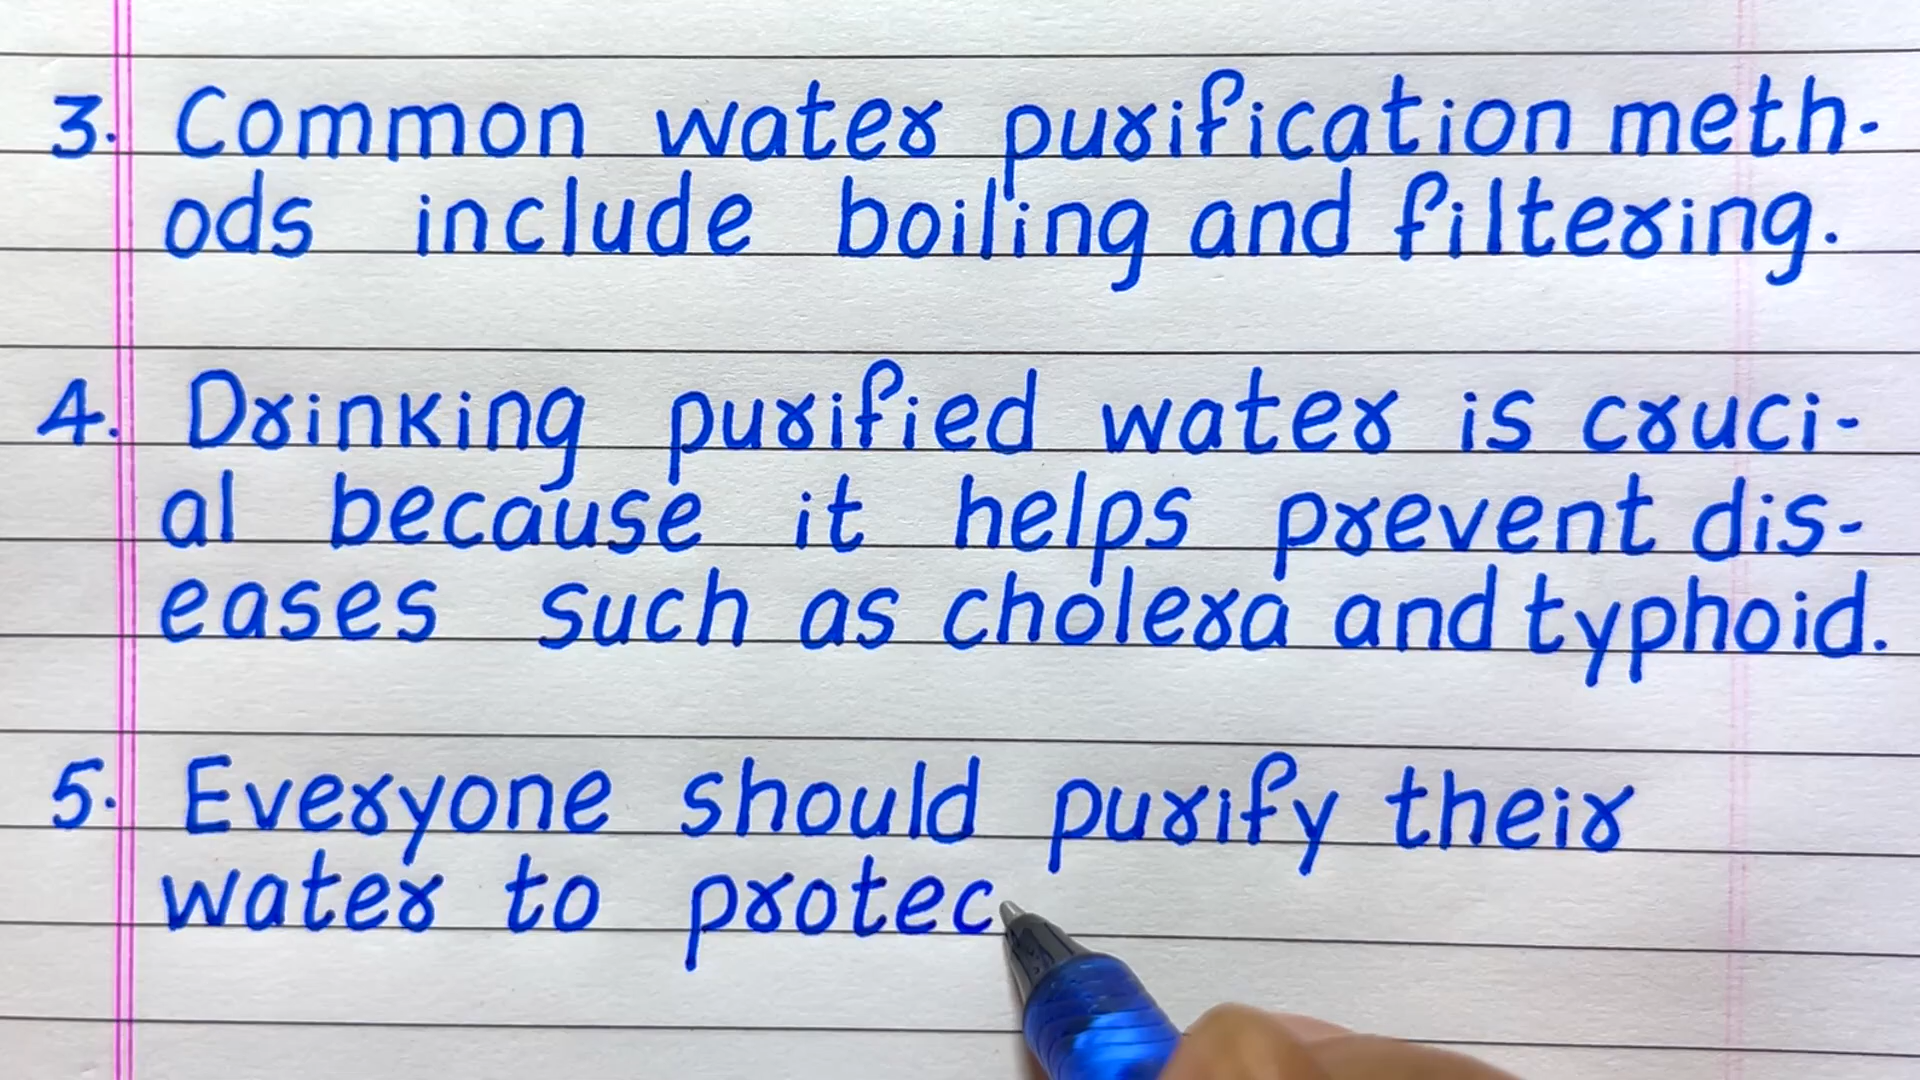 3. Common water purification meth-
ods include boiling and filtering.
4. Drinking purified water is cruci-
al because it helps prevent dis-
eases such as cholera and typhoid.
5. Everyone should purify their
water to protec